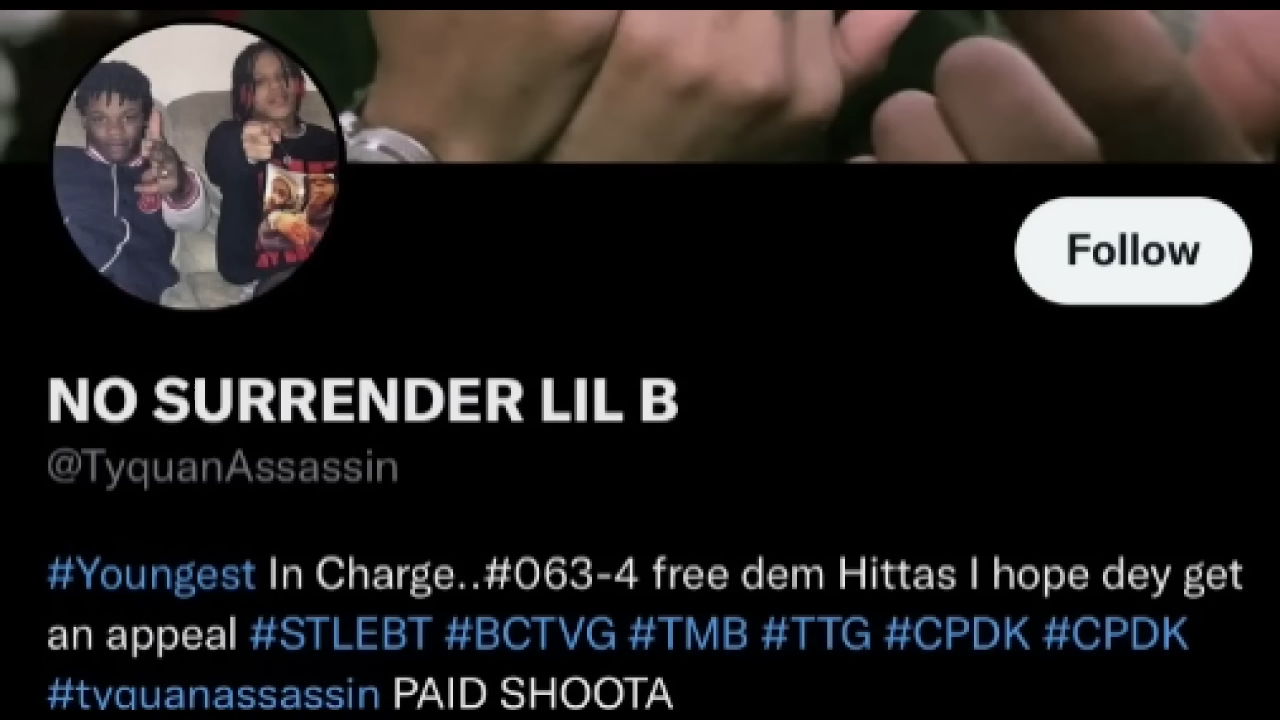 Follow
NO SURRENDER LIL B
@TyquanAssassin
#Youngest In Charge..#063-4 free dem Hittas I hope dey get
an appeal #STLEBT #BCTVG #TMB #TTG #CPDK #CPDK
#tyquanassassin PAID SHOOTA